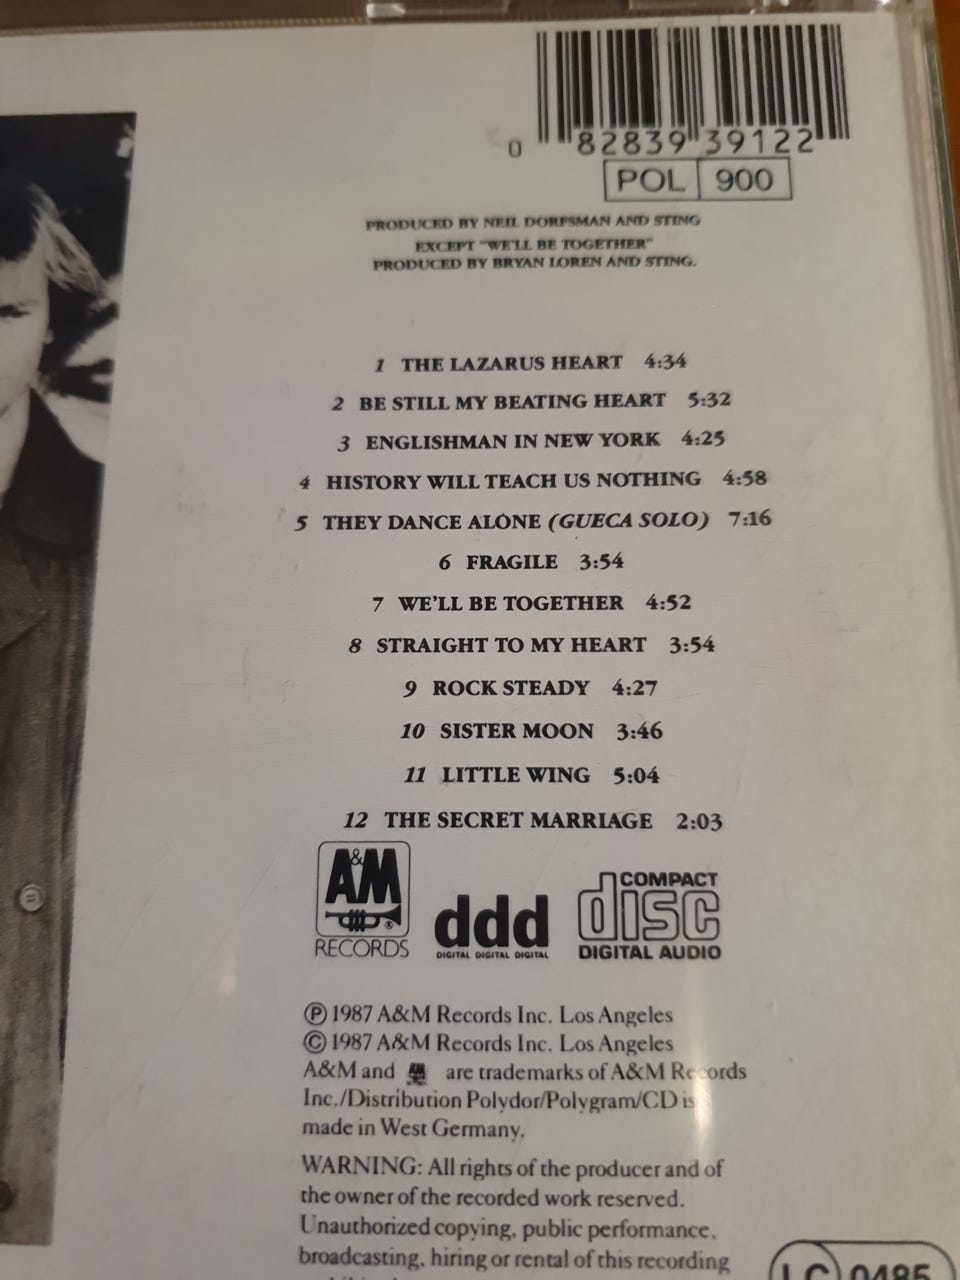 0 82839 39122
POL 900
PRODUCED BY NEIL DORFSMAN AND STING
EXCEPT "WE'LL BE TOGETHER"
PRODUCED BY BRYAN LOREN AND STING.
1 THE LAZARUS HEART 4:34
2 BE STILL MY BEATING HEART 5:32
3 ENGLISHMAN IN NEW YORK 4:25
4 HISTORY WILL TEACH US NOTHING 4:58
5 THEY DANCE ALONE (GUECA SOLO) 7:16
6 FRAGILE 3:54
7 WE'LL BE TOGETHER 4:52
8 STRAIGHT TO MY HEART 3:54
9 ROCK STEADY 4:27
10 SISTER MOON 3:46
11 LITTLE WING 5:04
12 THE SECRET MARRIAGE 2:03
A&M ®
RECORDS
ddd
DIGITAL DIGITAL DIGITAL
COMPACT
disc
DIGITAL AUDIO
℗ 1987 A&M Records Inc. Los Angeles
© 1987 A&M Records Inc. Los Angeles
A&M and A&M are trademarks of A&M Records
Inc./Distribution Polydor/Polygram/CD is
made in West Germany.
WARNING: All rights of the producer and of
the owner of the recorded work reserved.
Unauthorized copying, public performance,
broadcasting, hiring or rental of this recording
LC 0485